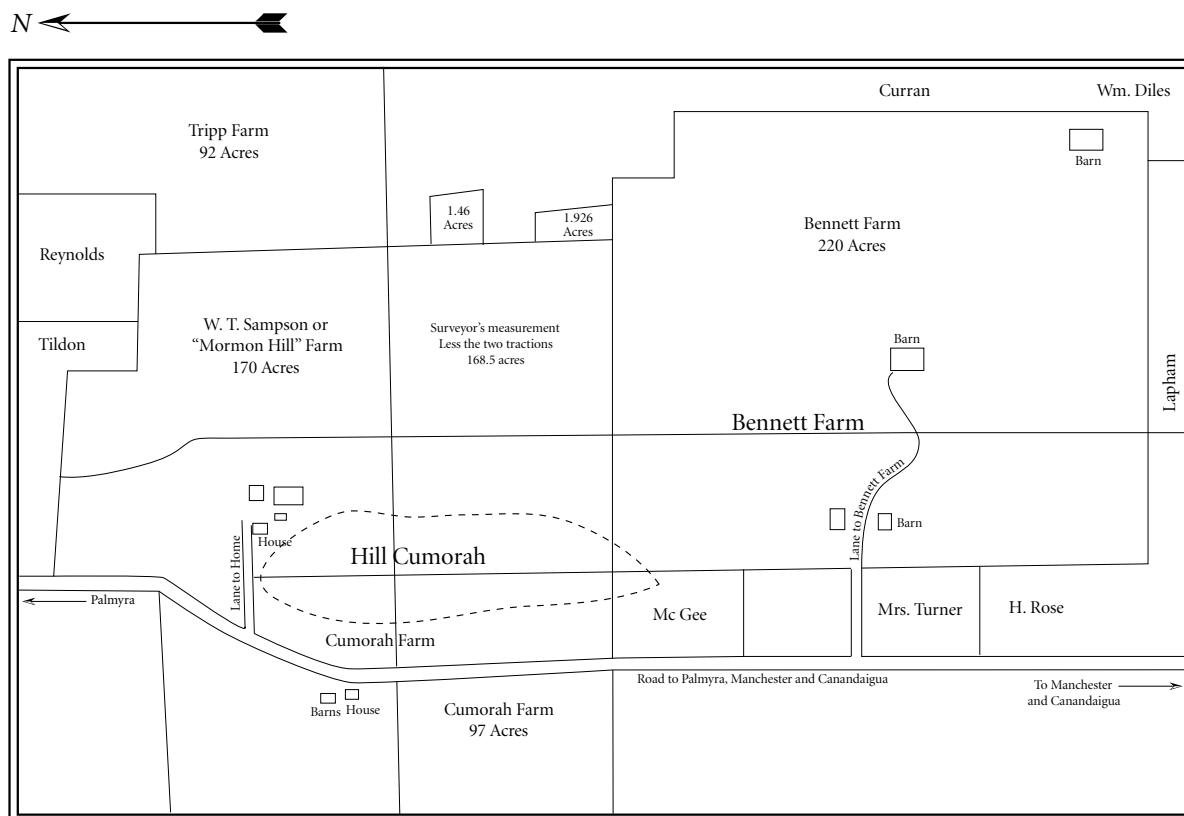 N
Curran
Wm. Diles
Tripp Farm
92 Acres
Barn
1.46
Acres
1.926
Acres
Bennett Farm
220 Acres
Reynolds
W. T. Sampson or
“Mormon Hill” Farm
170 Acres
Surveyor’s measurement
Less the two tractions
168.5 acres
Tildon
Barn
Lapham
Bennett Farm
Lane to Bennett Farm
Barn
House
Hill Cumorah
Lane to Home
Palmyra
Mc Gee
Mrs. Turner
H. Rose
Cumorah Farm
Road to Palmyra, Manchester and Canandaigua
To Manchester
and Canandaigua
Barns
House
Cumorah Farm
97 Acres